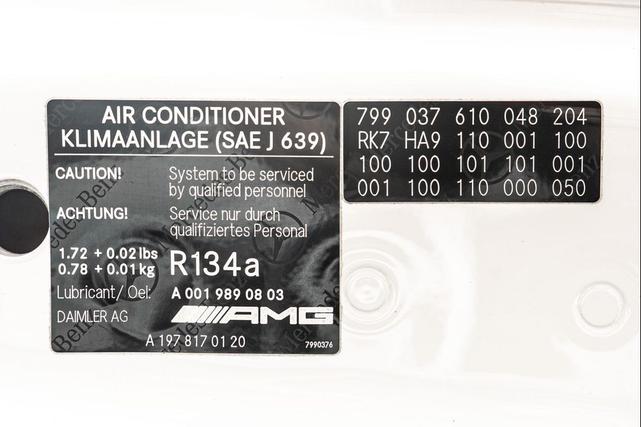 AIR CONDITIONER
KLIMAANLAGE (SAE J 639)
CAUTION! System to be serviced
by qualified personnel
ACHTUNG! Service nur durch
qualifiziertes Personal
1.72 + 0.02 lbs
0.78 + 0.01 kg R134a
Lubricant/ Oel: A 001 989 08 03
DAIMLER AG AMG
A 197 817 01 20 7990376
799 037 610 048 204
RK7 HA9 110 001 100
100 100 101 101 001
001 100 110 000 050